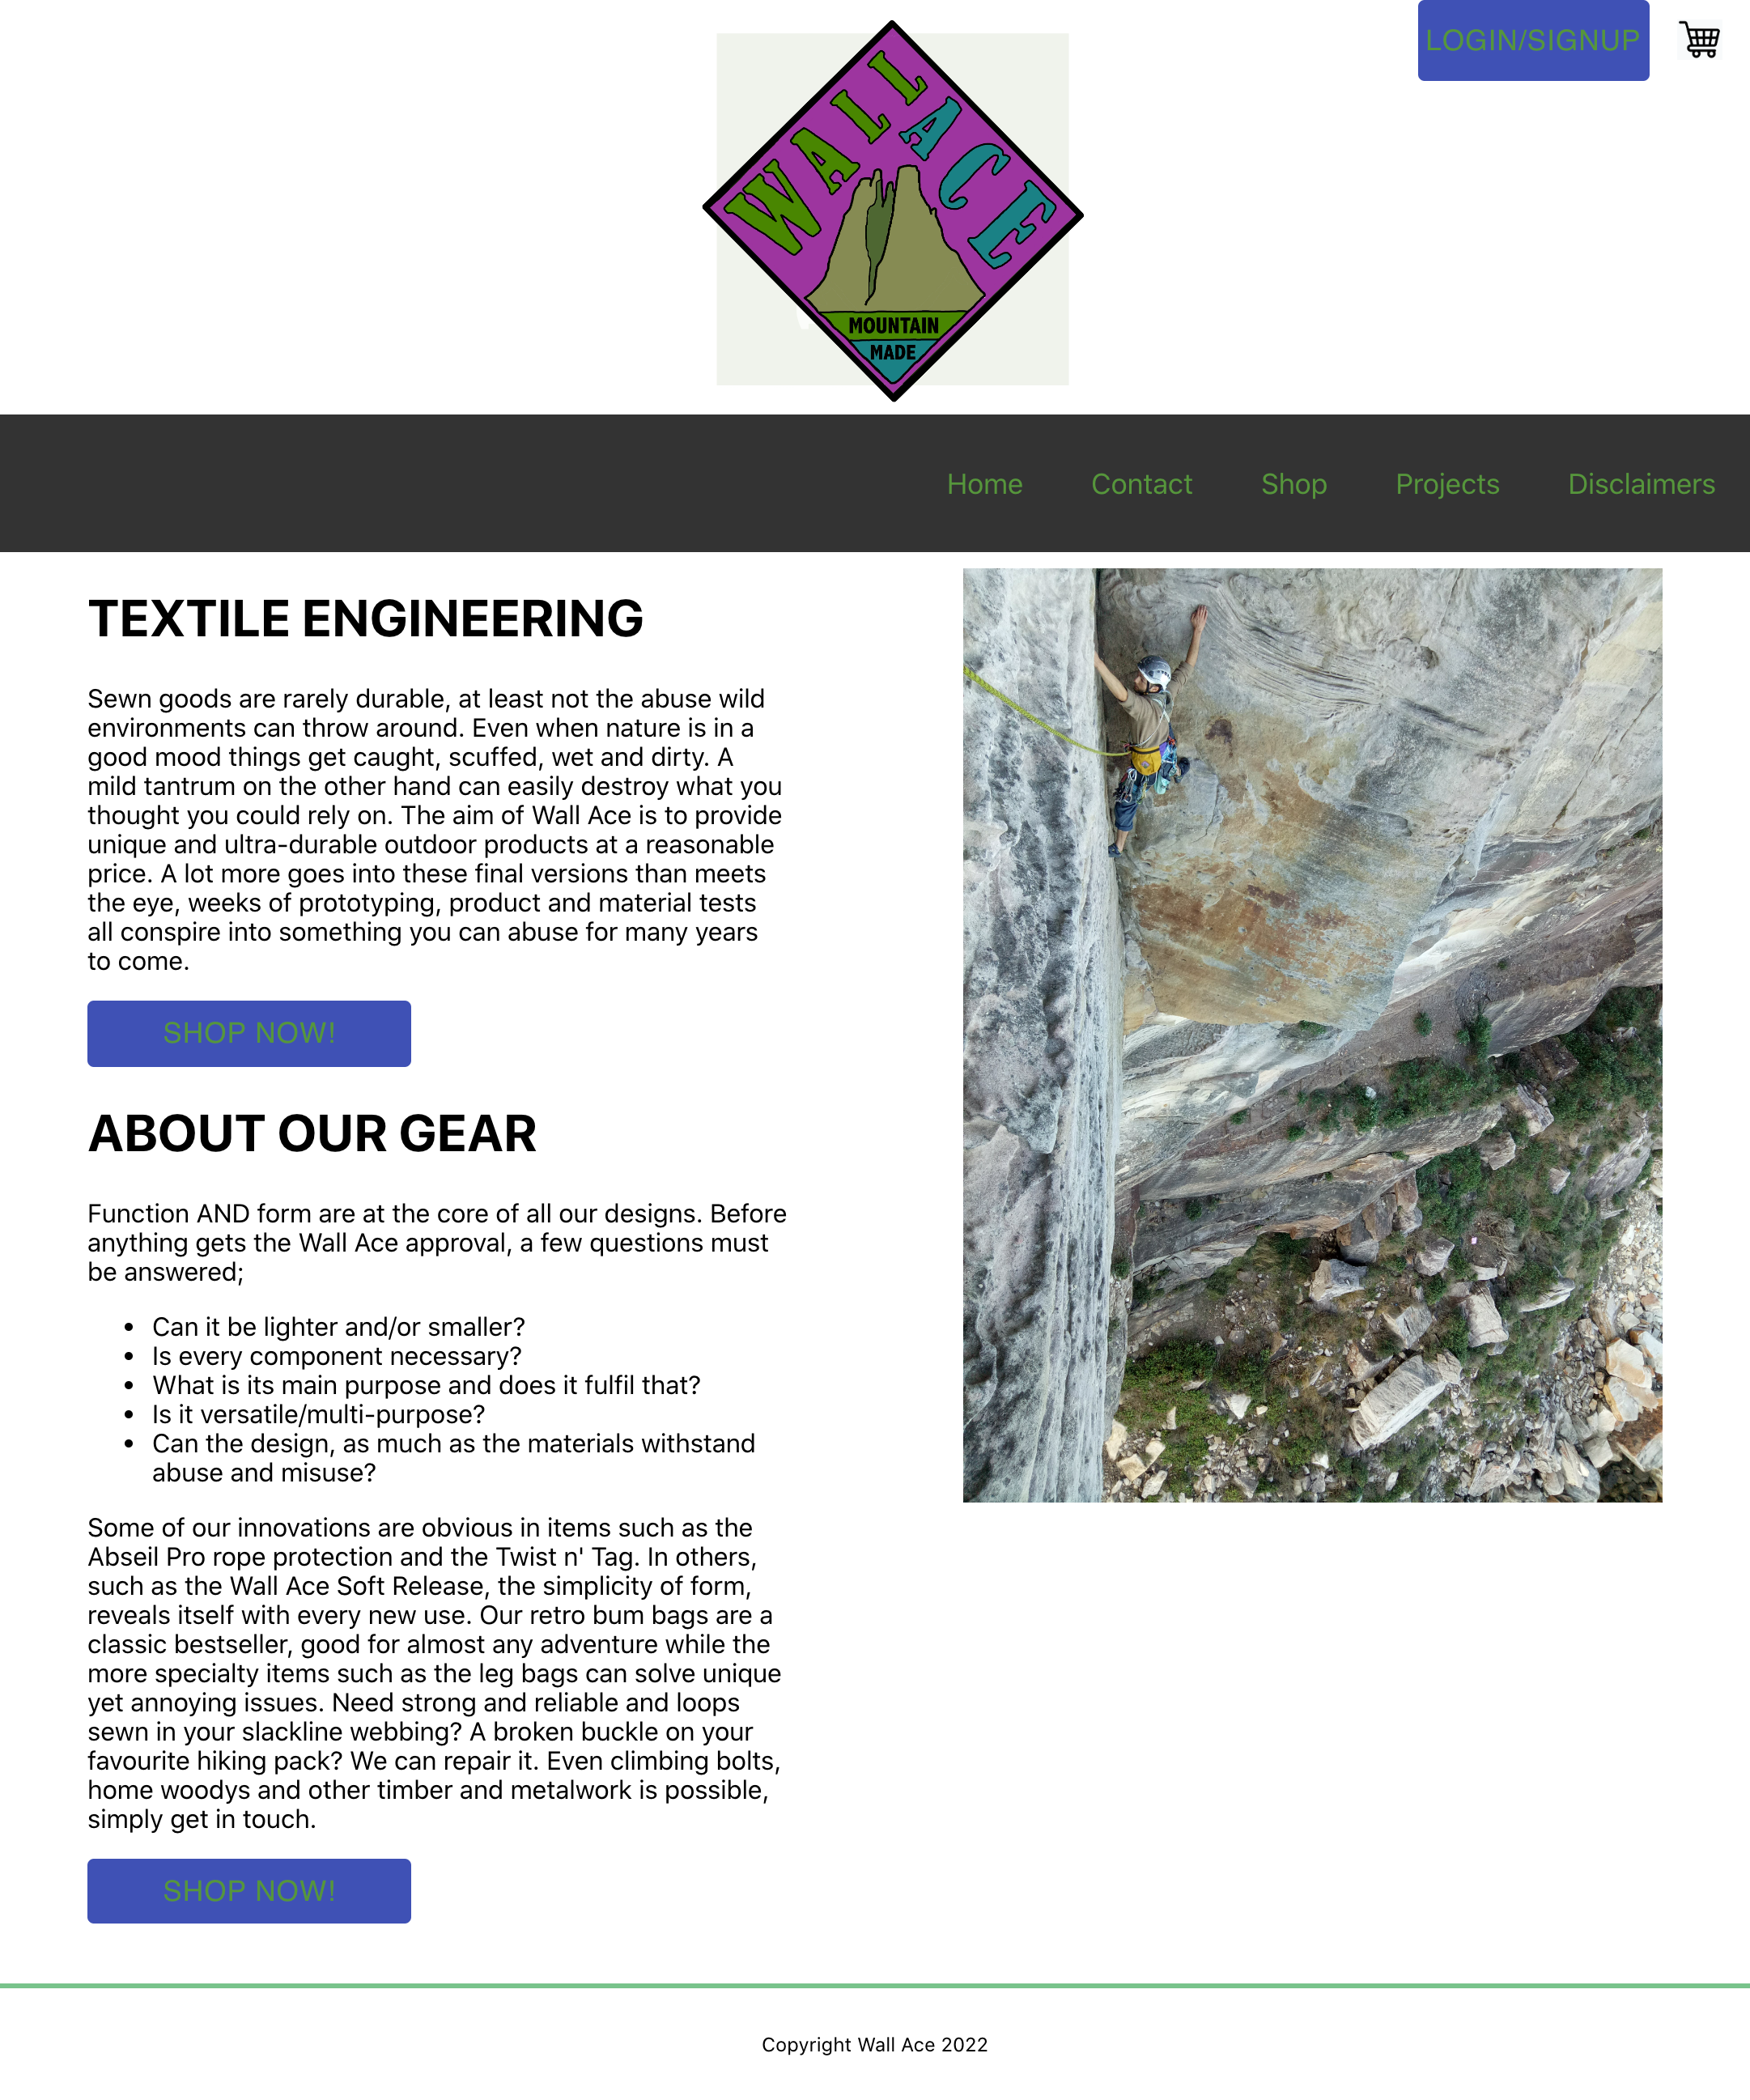 LOGIN/SIGNUP
WALL ACE
MOUNTAIN
MADE
Home Contact Shop Projects Disclaimers
TEXTILE ENGINEERING
Sewn goods are rarely durable, at least not the abuse wild
environments can throw around. Even when nature is in a
good mood things get caught, scuffed, wet and dirty. A
mild tantrum on the other hand can easily destroy what you
thought you could rely on. The aim of Wall Ace is to provide
unique and ultra-durable outdoor products at a reasonable
price. A lot more goes into these final versions than meets
the eye, weeks of prototyping, product and material tests
all conspire into something you can abuse for many years
to come.
SHOP NOW!
ABOUT OUR GEAR
Function AND form are at the core of all our designs. Before
anything gets the Wall Ace approval, a few questions must
be answered;
• Can it be lighter and/or smaller?
• Is every component necessary?
• What is its main purpose and does it fulfil that?
• Is it versatile/multi-purpose?
• Can the design, as much as the materials withstand
abuse and misuse?
Some of our innovations are obvious in items such as the
Abseil Pro rope protection and the Twist n' Tag. In others,
such as the Wall Ace Soft Release, the simplicity of form,
reveals itself with every new use. Our retro bum bags are a
classic bestseller, good for almost any adventure while the
more specialty items such as the leg bags can solve unique
yet annoying issues. Need strong and reliable and loops
sewn in your slackline webbing? A broken buckle on your
favourite hiking pack? We can repair it. Even climbing bolts,
home woodys and other timber and metalwork is possible,
simply get in touch.
SHOP NOW!
Copyright Wall Ace 2022